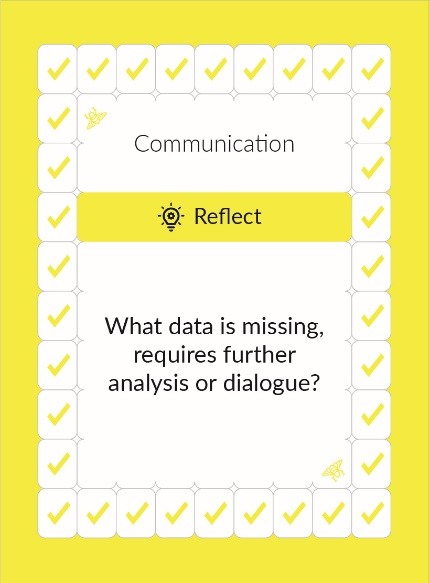 Communication
Reflect
What data is missing,
requires further
analysis or dialogue?